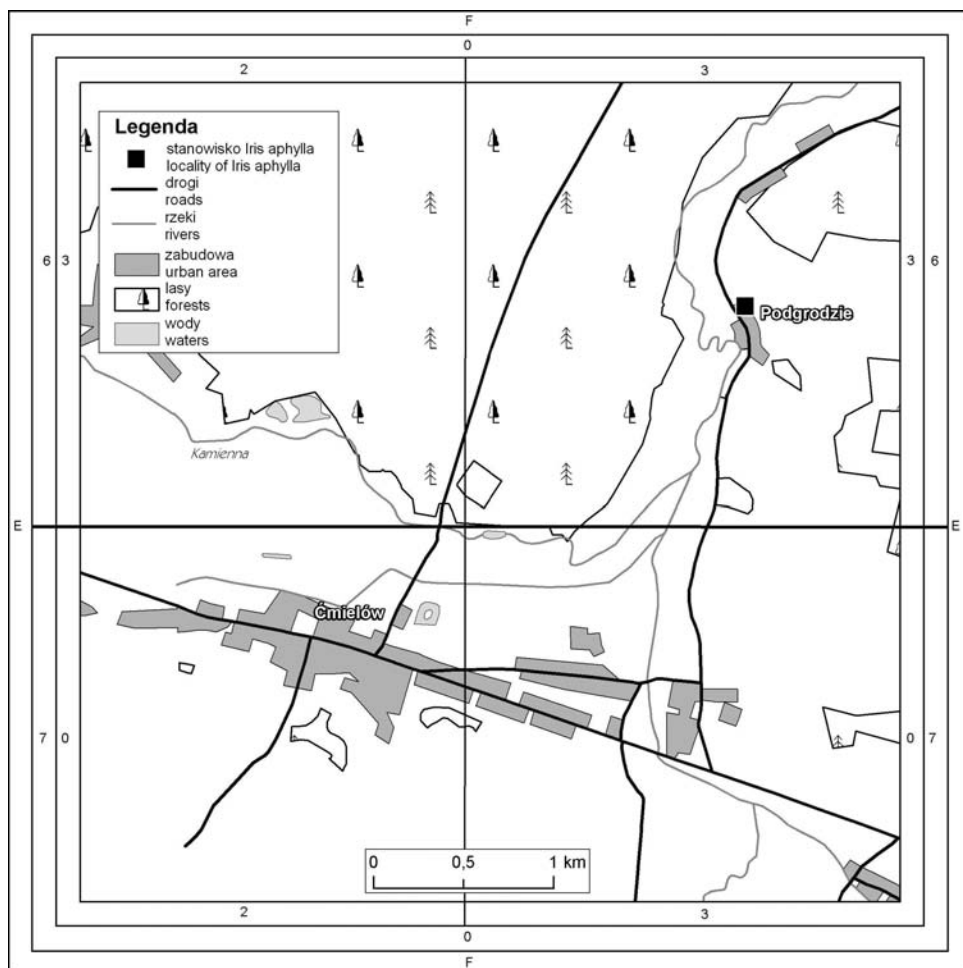 F
0
2 3
Legenda
stanowisko Iris aphylla
locality of Iris aphylla
drogi
roads
rzeki
rivers
zabudowa
urban area
lasy
forests
wody
waters
6 3 3 6
Podgrodzie
Kamienna
E E
Ćmielów
7 0 0 7
0 0,5 1 km
2 3
0
F